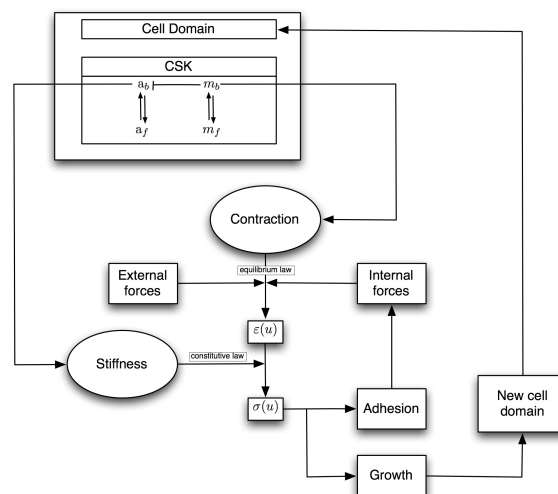 Cell Domain
CSK
a_b m_b
a_f m_f
Contraction
equilibrium law
External
forces
Internal
forces
ε(u)
Stiffness
constitutive law
σ(u)
Adhesion
New cell
domain
Growth